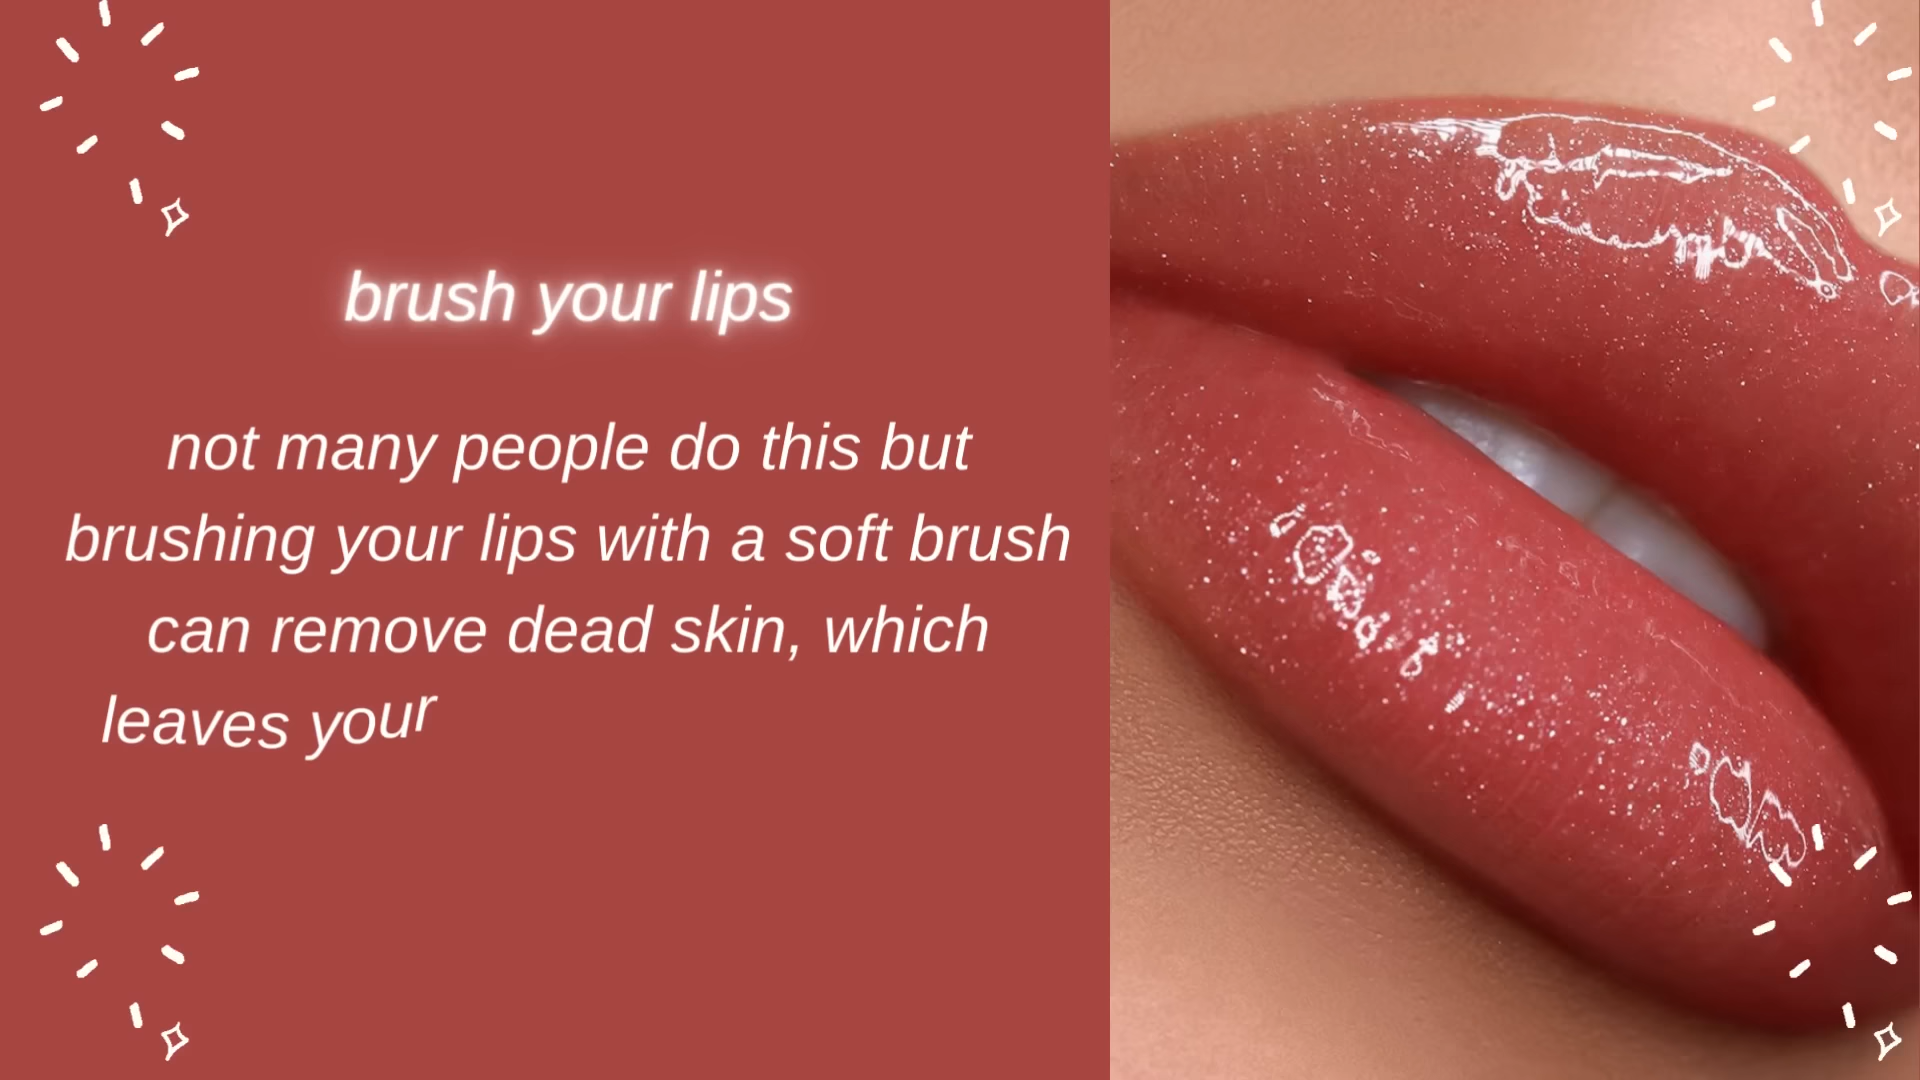 brush your lips
not many people do this but
brushing your lips with a soft brush
can remove dead skin, which
leaves your